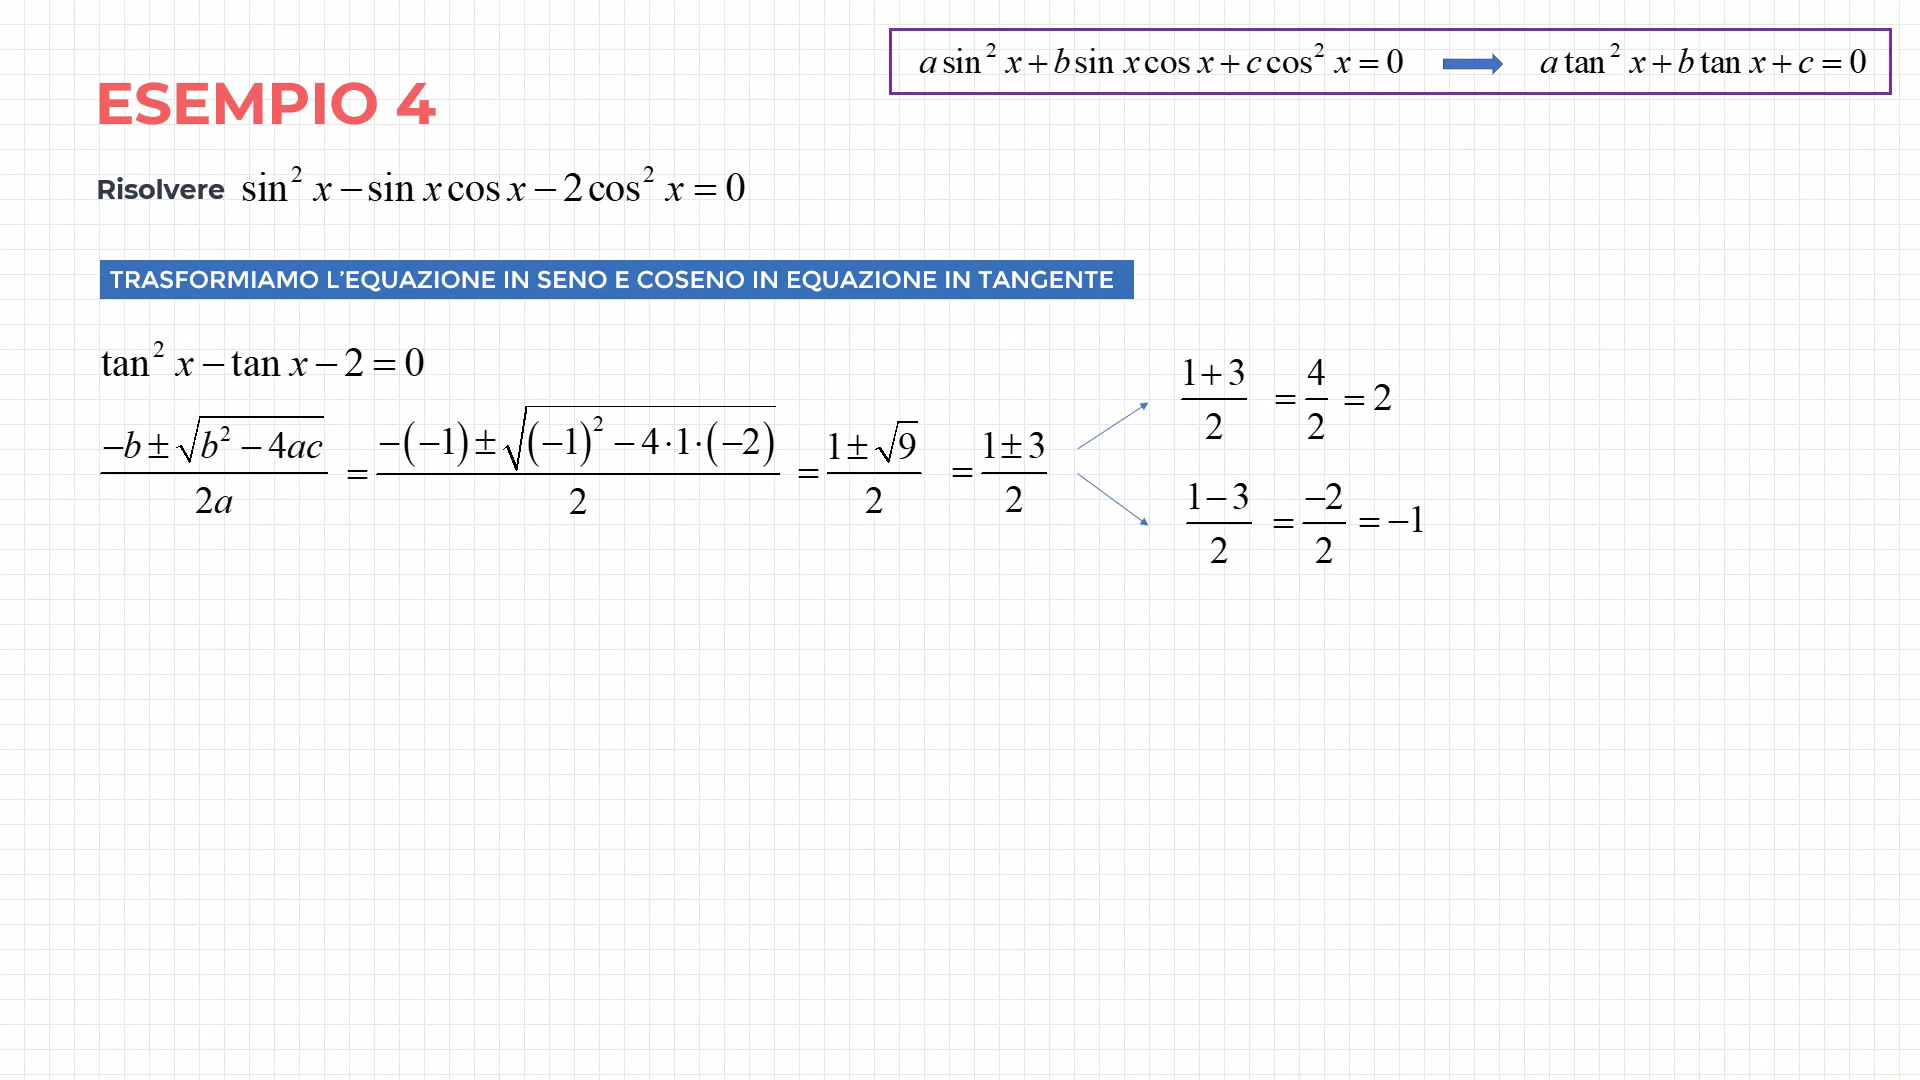 a sin² x + b sin x cos x + c cos² x = 0 → a tan² x + b tan x + c = 0
ESEMPIO 4
Risolvere sin² x − sin x cos x − 2 cos² x = 0
TRASFORMIAMO L'EQUAZIONE IN SENO E COSENO IN EQUAZIONE IN TANGENTE
tan² x − tan x − 2 = 0
(−b ± √(b² − 4ac)) / 2a = (−(−1) ± √((−1)² − 4·1·(−2))) / 2 = (1 ± √9) / 2 = (1 ± 3) / 2
(1 + 3) / 2 = 4 / 2 = 2
(1 − 3) / 2 = −2 / 2 = −1